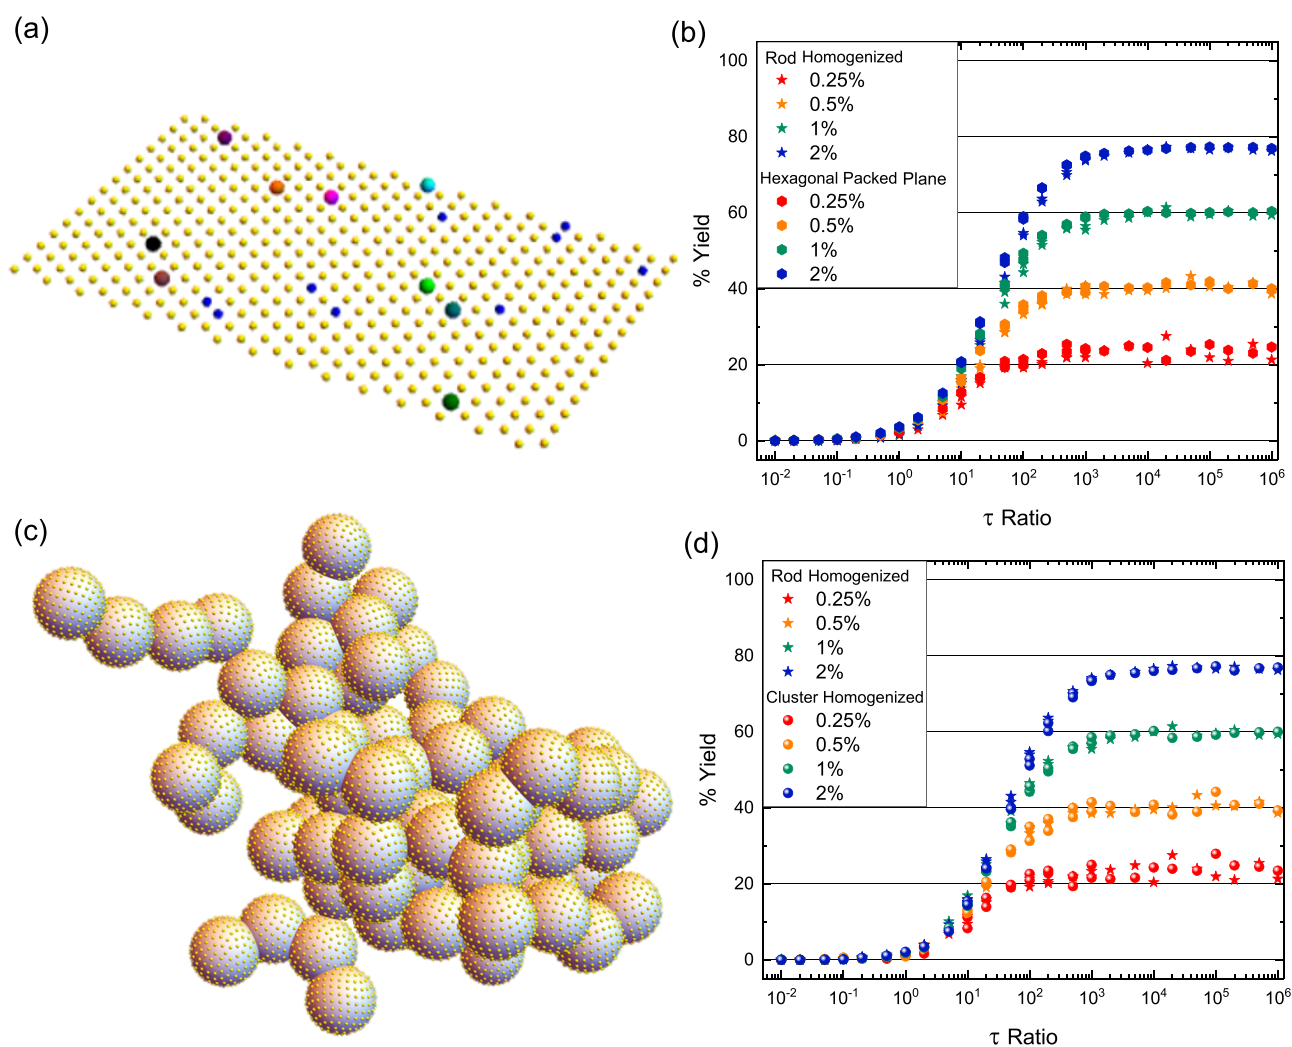 (a)
(b)
Rod Homogenized
0.25%
0.5%
1%
2%
Hexagonal Packed Plane
0.25%
0.5%
1%
2%
% Yield
100
80
60
40
20
0
10⁻² 10⁻¹ 10⁰ 10¹ 10² 10³ 10⁴ 10⁵ 10⁶
τ Ratio
(c)
(d)
Rod Homogenized
0.25%
0.5%
1%
2%
Cluster Homogenized
0.25%
0.5%
1%
2%
% Yield
100
80
60
40
20
0
10⁻² 10⁻¹ 10⁰ 10¹ 10² 10³ 10⁴ 10⁵ 10⁶
τ Ratio